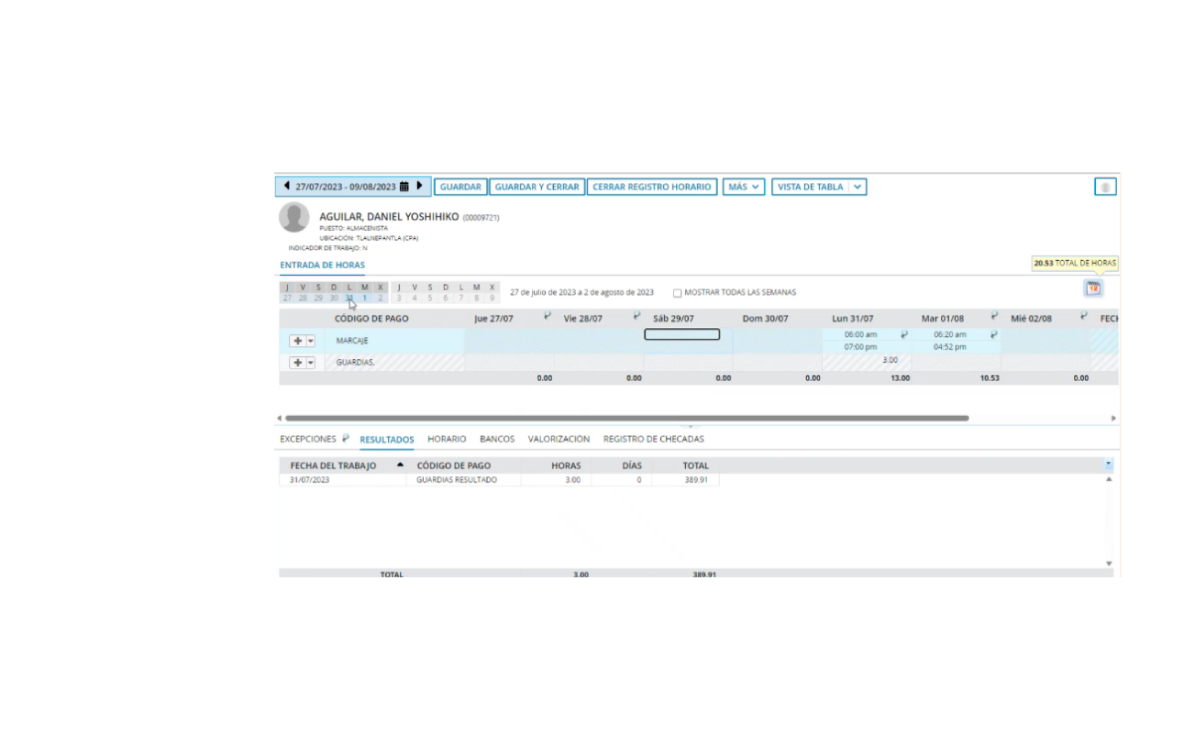 27/07/2023 - 09/08/2023 GUARDAR GUARDAR Y CERRAR CERRAR REGISTRO HORARIO MÁS VISTA DE TABLA
AGUILAR, DANIEL YOSHIHIKO (00009721)
PUESTO: ALMACENISTA
UBICACIÓN: TLALNEPANTLA (CPA)
INDICADOR DE TRABAJO: N
ENTRADA DE HORAS
20.53 TOTAL DE HORAS
J V S D L M X J V S D L M X
27 28 29 30 31 1 2 3 4 5 6 7 8 9
27 de julio de 2023 a 2 de agosto de 2023 MOSTRAR TODAS LAS SEMANAS
12
CÓDIGO DE PAGO Jue 27/07 Vie 28/07 Sáb 29/07 Dom 30/07 Lun 31/07 Mar 01/08 Mié 02/08 FECH
MARCAJE 06:00 am 06:20 am
07:00 pm 04:52 pm
GUARDIAS. 3.00
0.00 0.00 0.00 0.00 13.00 10.53 0.00
EXCEPCIONES RESULTADOS HORARIO BANCOS VALORIZACIÓN REGISTRO DE CHECADAS
FECHA DEL TRABAJO CÓDIGO DE PAGO HORAS DÍAS TOTAL
31/07/2023 GUARDIAS RESULTADO 3.00 0 389.91
TOTAL 3.00 389.91